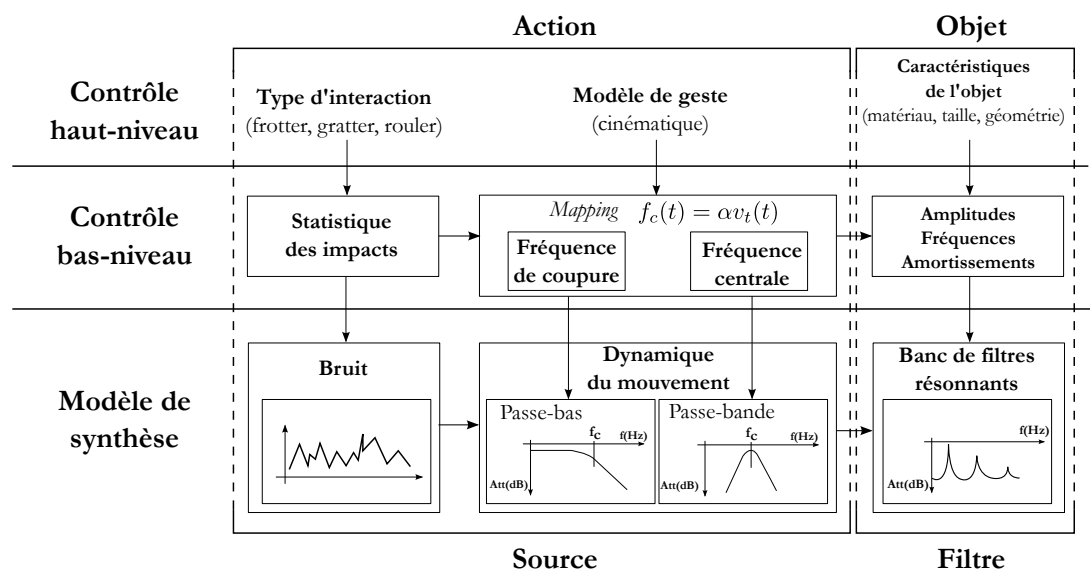 Action
Objet
Contrôle
haut-niveau
Type d'interaction
(frotter, gratter, rouler)
Modèle de geste
(cinématique)
Caractéristiques
de l'objet
(matériau, taille, géométrie)
Contrôle
bas-niveau
Statistique
des impacts
Mapping f_c(t) = αv_t(t)
Fréquence
de coupure
Fréquence
centrale
Amplitudes
Fréquences
Amortissements
Modèle de
synthèse
Bruit
Dynamique
du mouvement
Passe-bas
fc
f(Hz)
Att(dB)
Passe-bande
fc
f(Hz)
Att(dB)
Banc de filtres
résonnants
f(Hz)
Att(dB)
Source
Filtre